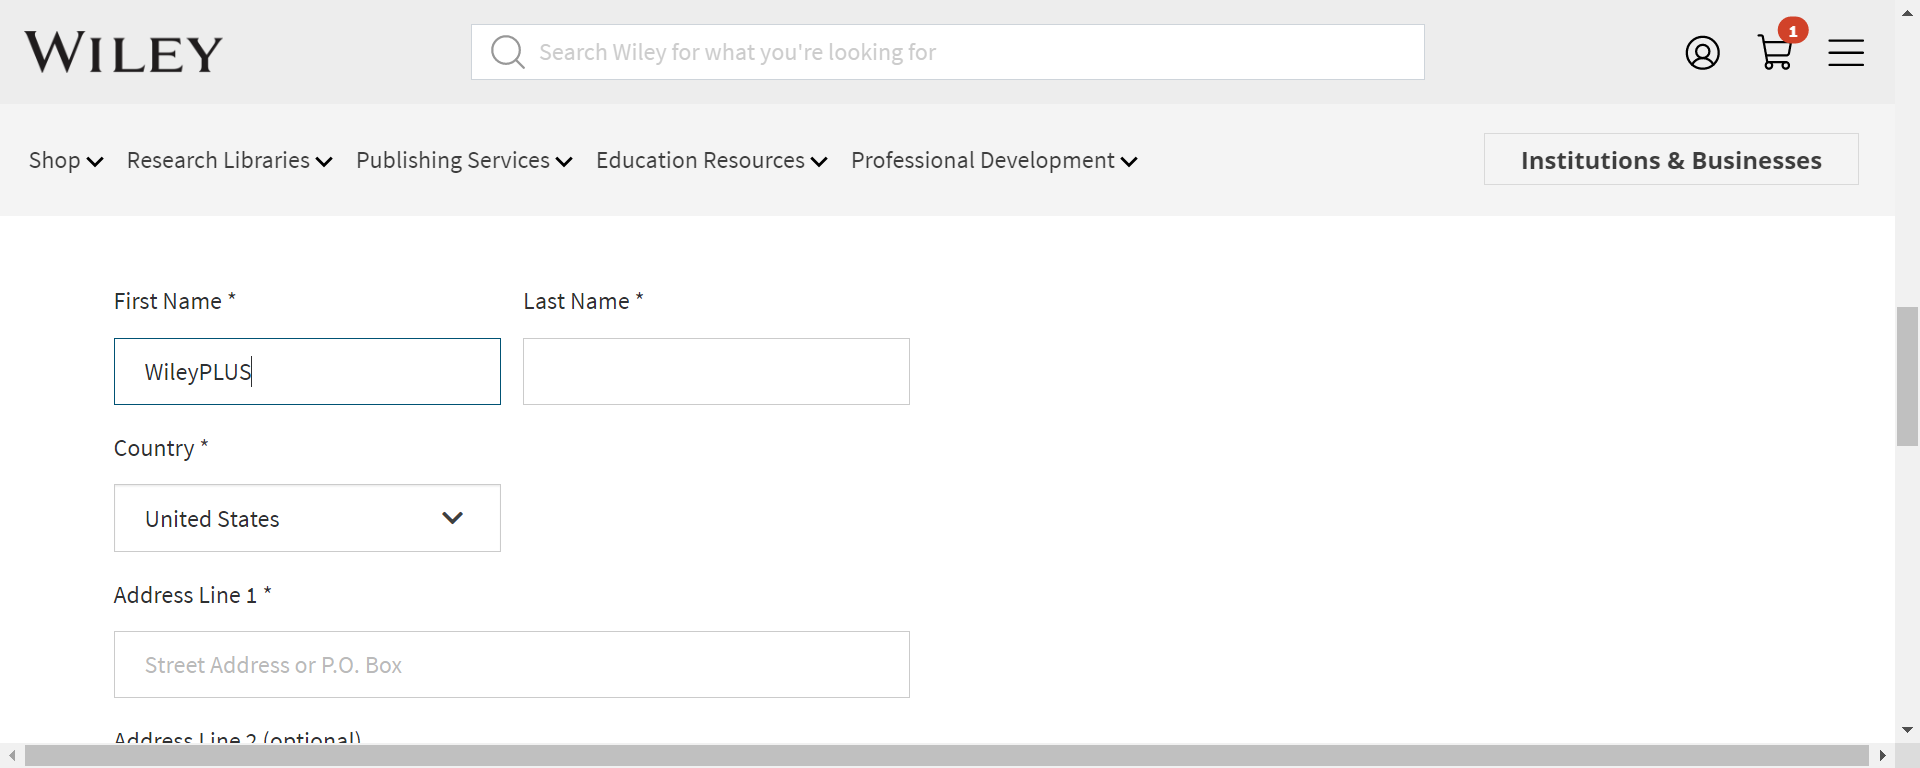 WILEY
Search Wiley for what you're looking for
1
Shop
Research Libraries
Publishing Services
Education Resources
Professional Development
Institutions & Businesses
First Name *
Last Name *
WileyPLUS
Country *
United States
Address Line 1 *
Street Address or P.O. Box
Address Line 2 (optional)